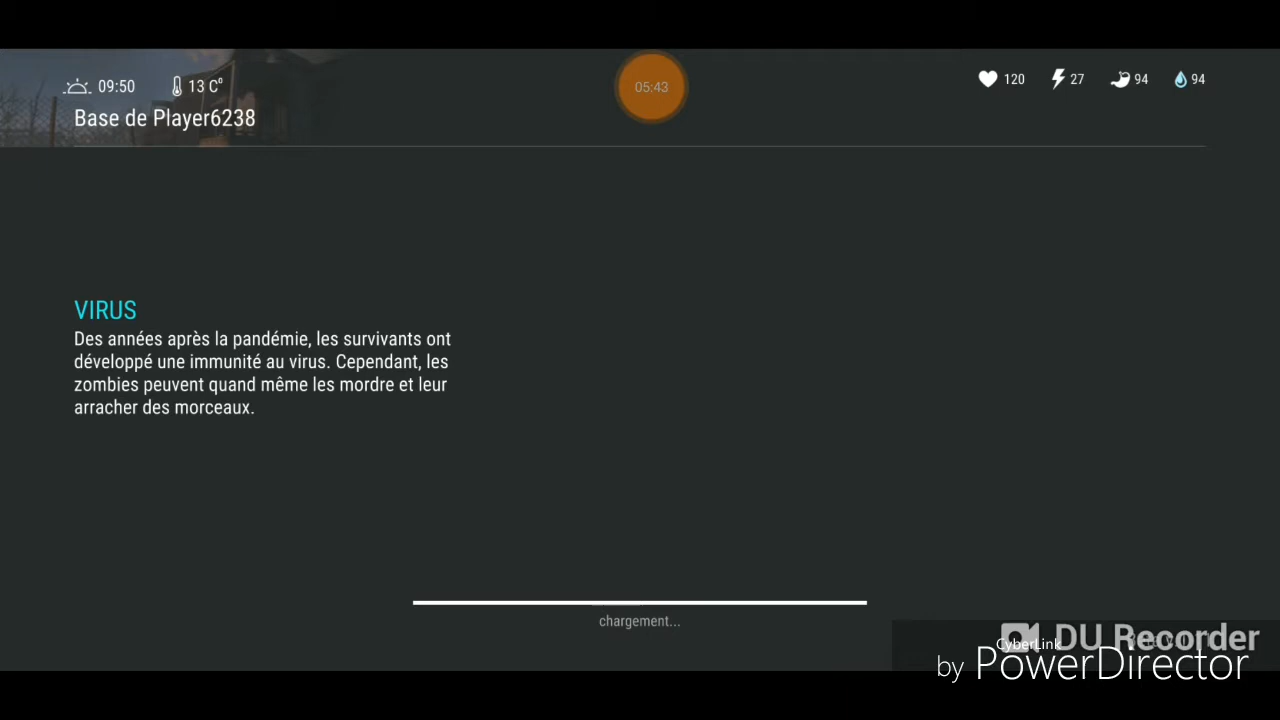 09:50 13 C° 05:43 120 27 94 94
Base de Player6238
VIRUS
Des années après la pandémie, les survivants ont
développé une immunité au virus. Cependant, les
zombies peuvent quand même les mordre et leur
arracher des morceaux.
chargement...
DU Recorder
CyberLink
by PowerDirector